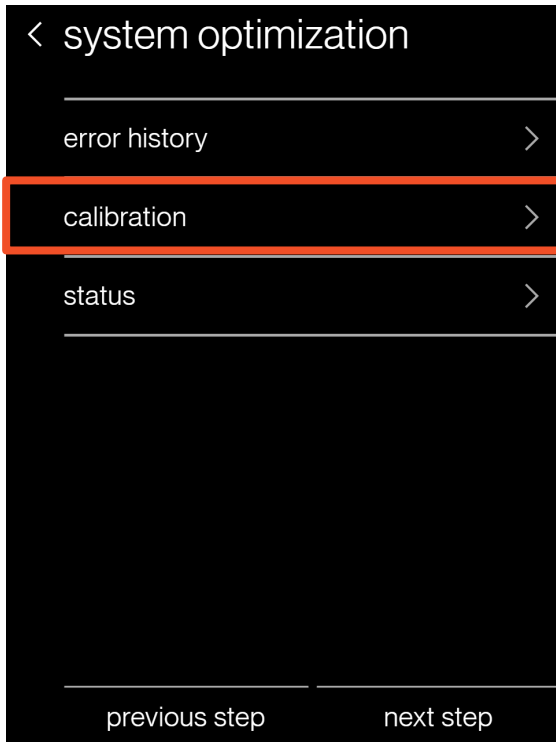 system optimization
error history
calibration
status
previous step next step